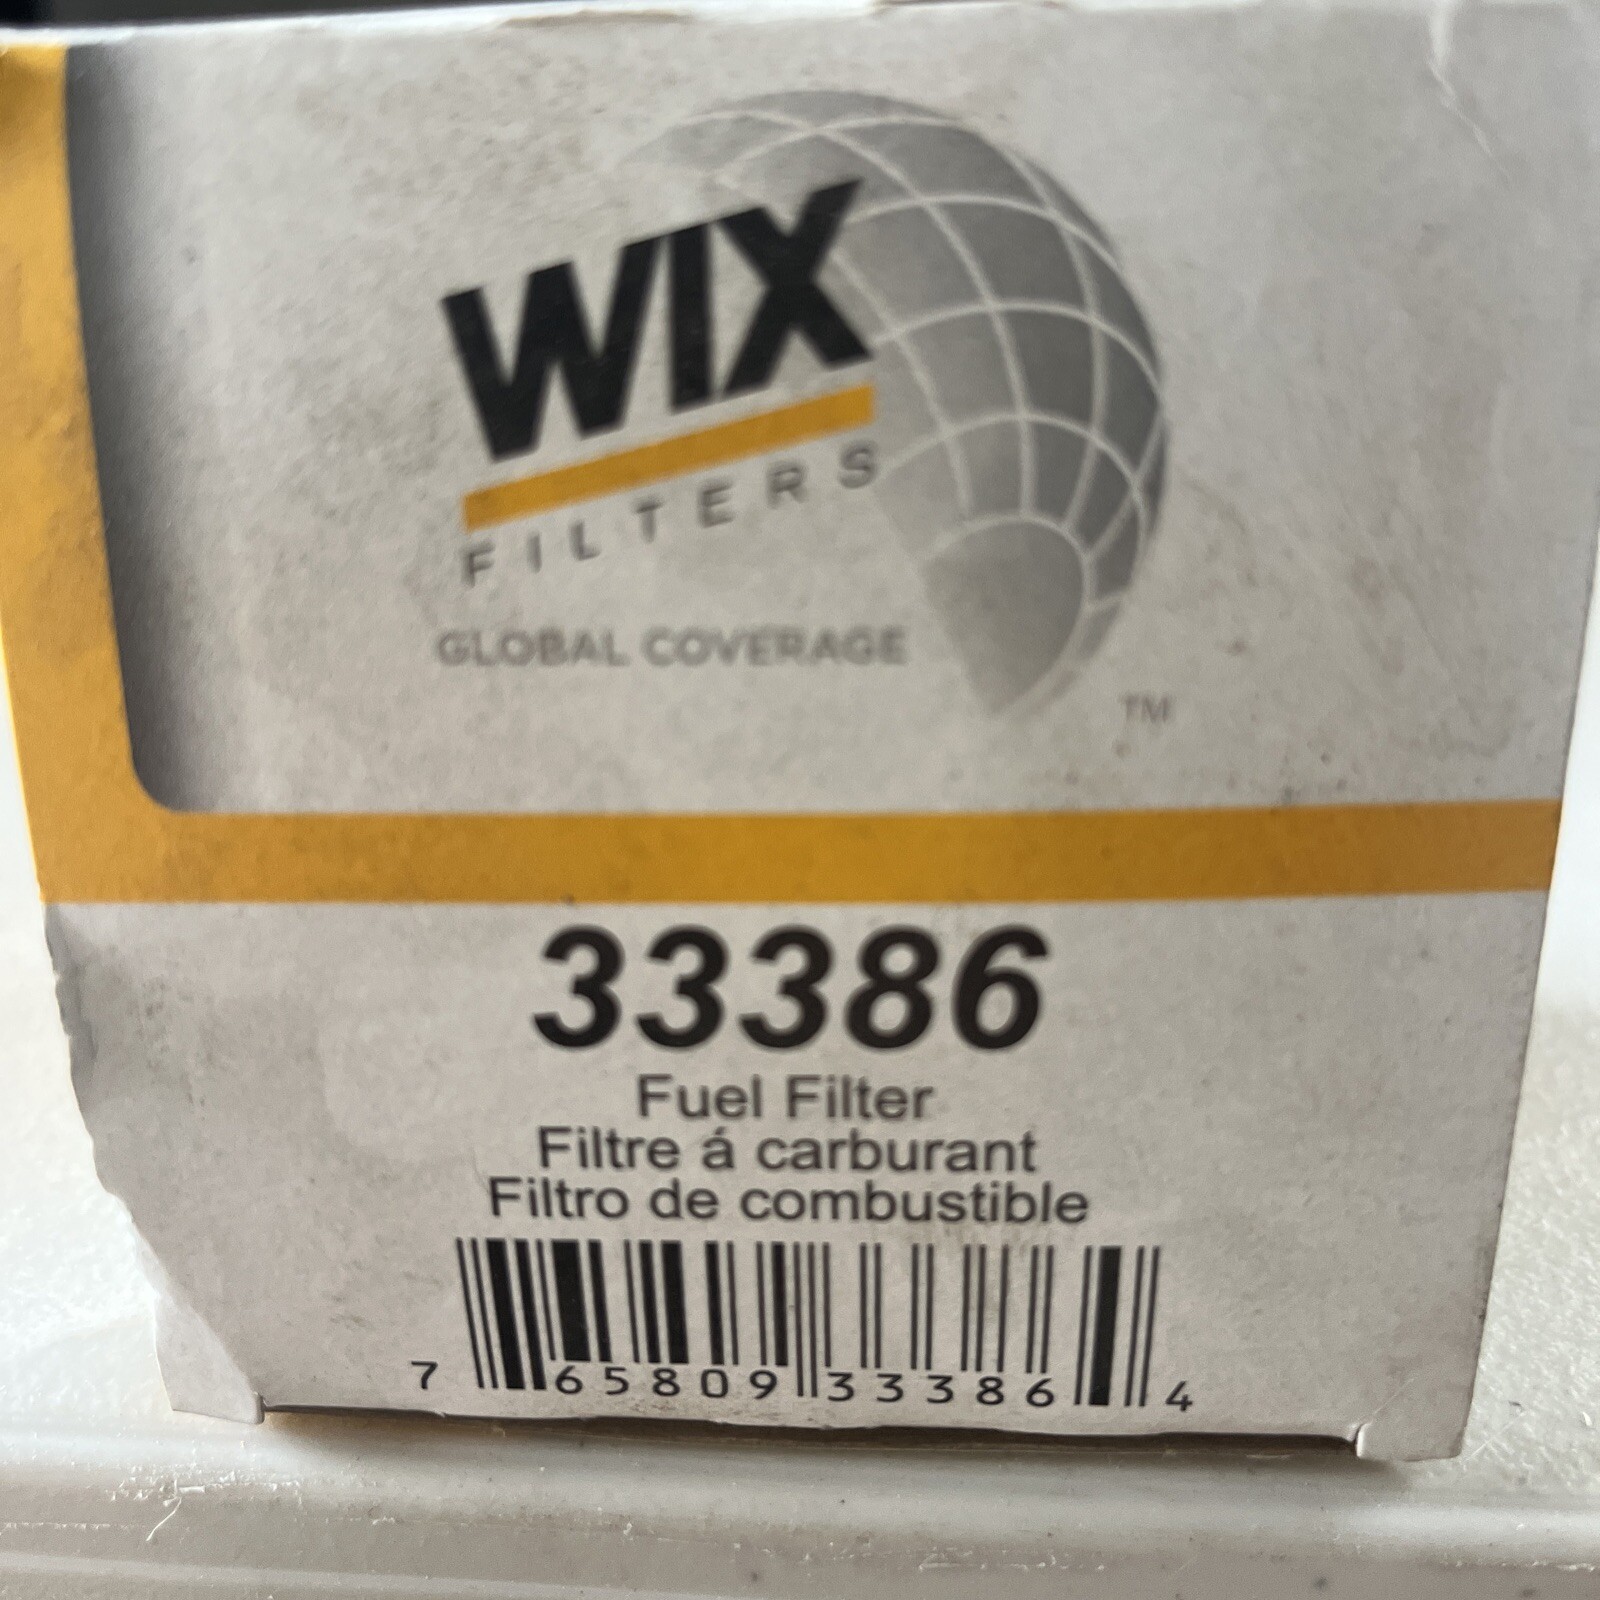 WIX
FILTERS
GLOBAL COVERAGE
TM
33386
Fuel Filter
Filtre á carburant
Filtro de combustible
7 65809 33386 4